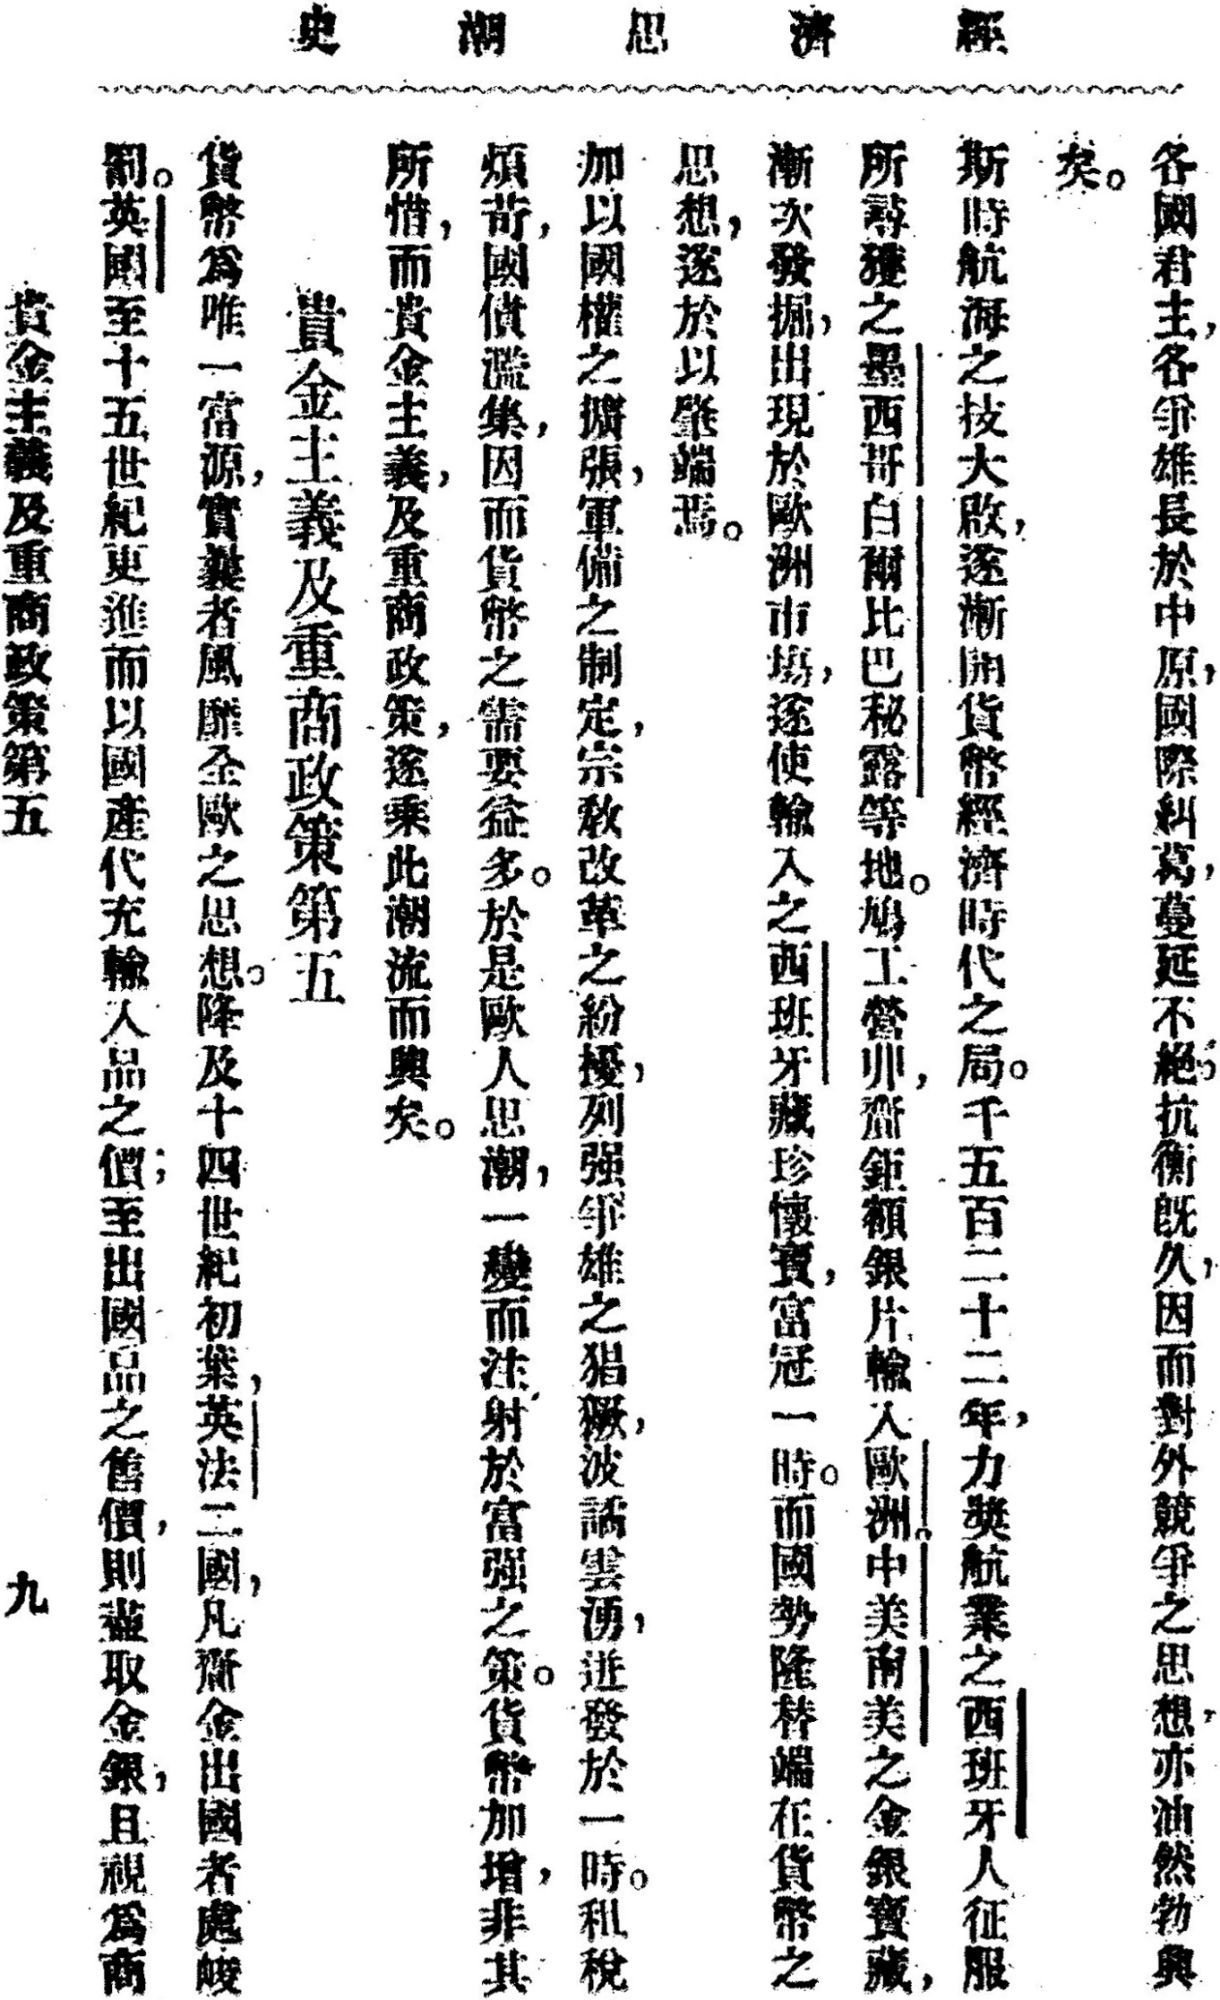 經濟思潮史
各國君主，各爭雄長於中原，國際糾葛，蔓延不絕。抗衡既久，因而對外競爭之思想，亦油然勃興
矣。
斯時航海之技大啟，遂漸開貨幣經濟時代之局。千五百二十二年，力獎航業之西班牙人征服
所尋獲之墨西哥白爾比巴秘露等地。鳩工營丱，齎鉅額銀片輸入歐洲。中美南美之金銀寶藏，
漸次發掘，出現於歐洲市場，遂使輸入之西班牙藏珍懷寶，富冠一時。而國勢隆替端在貨幣之
思想，遂於以肇端焉。
加以國權之擴張，軍備之制定，宗教改革之紛擾，列强爭雄之猖獗，波譎雲湧，迸發於一時。租稅
煩苛，國債濫集，因而貨幣之需要益多。於是歐人思潮，一變而注射於富强之策。貨幣加增，非其
所惜，而貴金主義，及重商政策，遂乘此潮流而興矣。
貴金主義及重商政策第五
貨幣爲唯一富源，實曩者風靡全歐之思想。降及十四世紀初葉，英法二國，凡齎金出國者處峻
罰。英國至十五世紀更進而以國產代充輸入品之價；至出國品之售價，則盡取金銀，且視爲商
貴金主義及重商政策第五
九